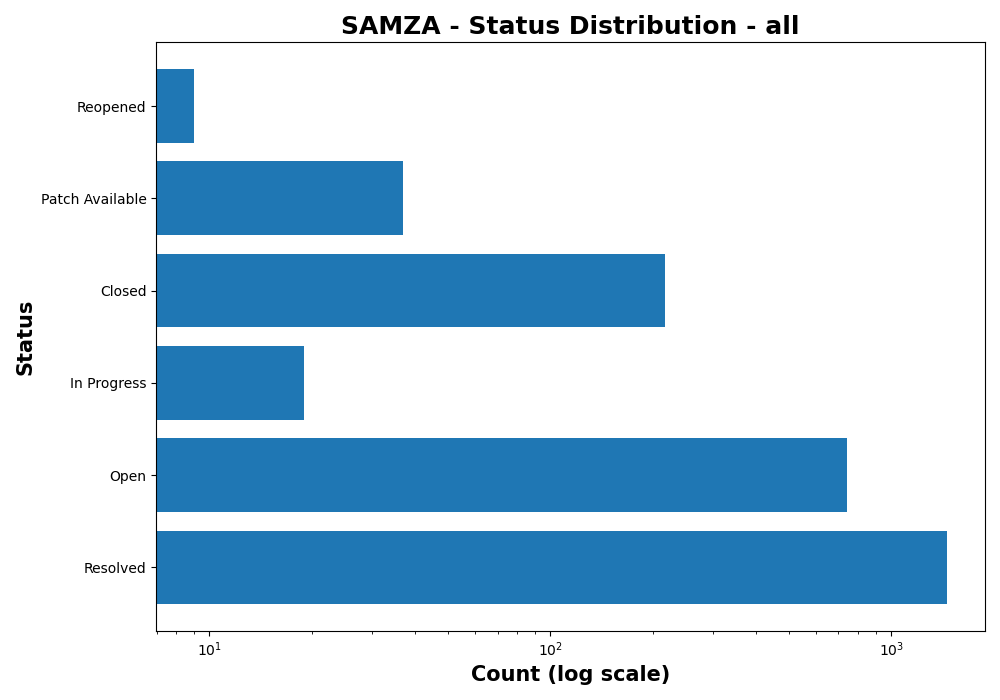 SAMZA - Status Distribution - all
Reopened
Patch Available
Closed
In Progress
Open
Resolved
Status
10¹ 10² 10³
Count (log scale)